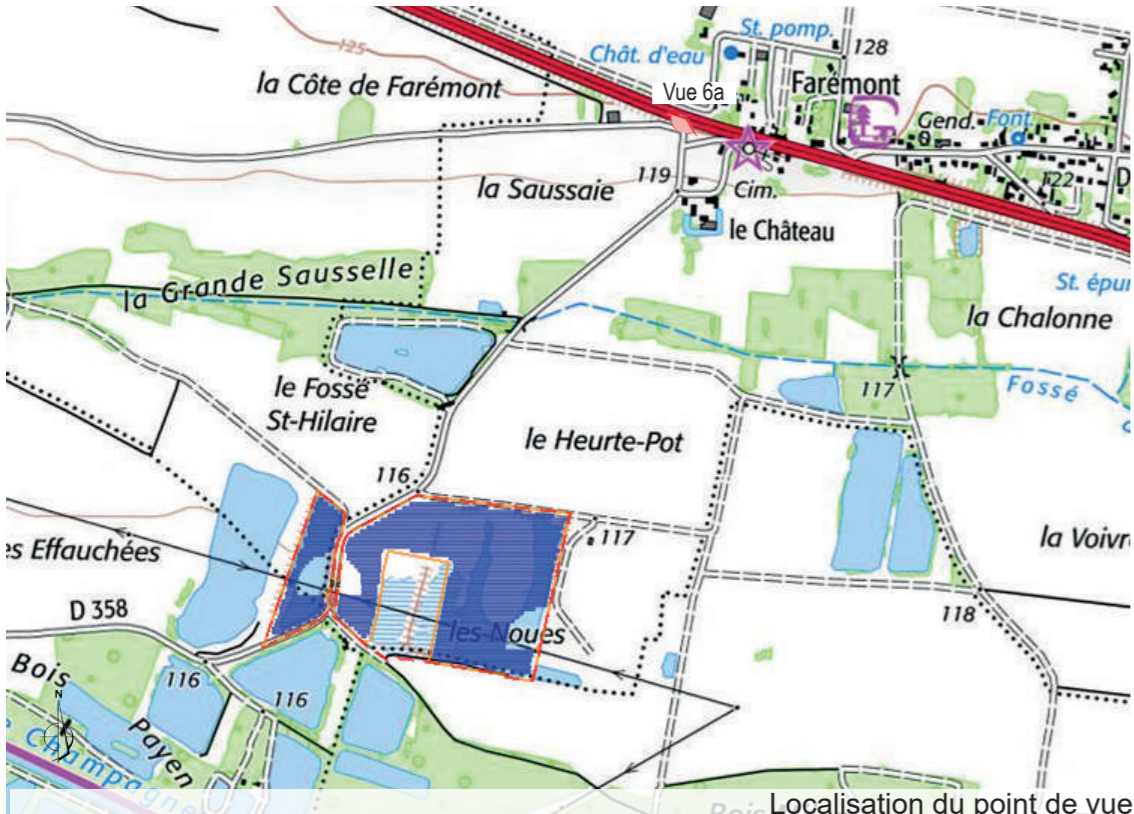 St. pomp.
Chât. d'eau
128
125
la Côte de Farémont
Vue 6a
Farémont
Gend.
Font.
la Saussaie
119
Cim.
122
D
le Château
la Grande Sausselle
St. épur
la Chalonne
le Fossé
St-Hilaire
117
Fossé
le Heurte-Pot
116
es Effauchées
117
la Voivr
D 358
les-Noues
118
Bois
Payen
116
116
N
Champagne
Localisation du point de vue